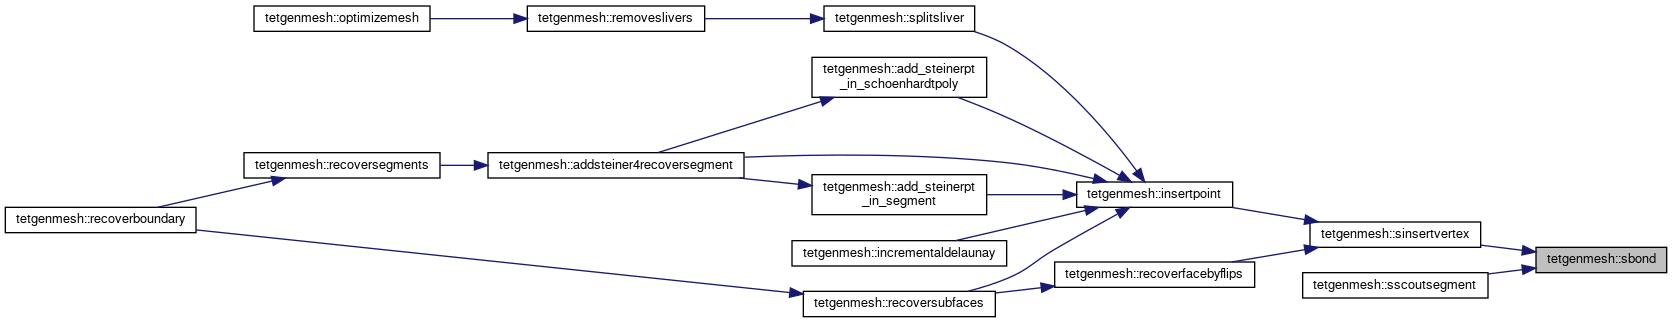 tetgenmesh::optimizemesh
tetgenmesh::removeslivers
tetgenmesh::splitsliver
tetgenmesh::add_steinerpt
_in_schoenhardtpoly
tetgenmesh::recoversegments
tetgenmesh::addsteiner4recoversegment
tetgenmesh::add_steinerpt
_in_segment
tetgenmesh::insertpoint
tetgenmesh::recoverboundary
tetgenmesh::sinsertvertex
tetgenmesh::incrementaldelaunay
tetgenmesh::sbond
tetgenmesh::recoverfacebyflips
tetgenmesh::sscoutsegment
tetgenmesh::recoversubfaces